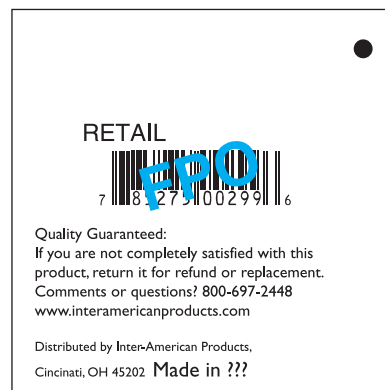 RETAIL
FPO
7 85273 00299 6
Quality Guaranteed:
If you are not completely satisfied with this
product, return it for refund or replacement.
Comments or questions? 800-697-2448
www.interamericanproducts.com
Distributed by Inter-American Products,
Cincinati, OH 45202 Made in ???